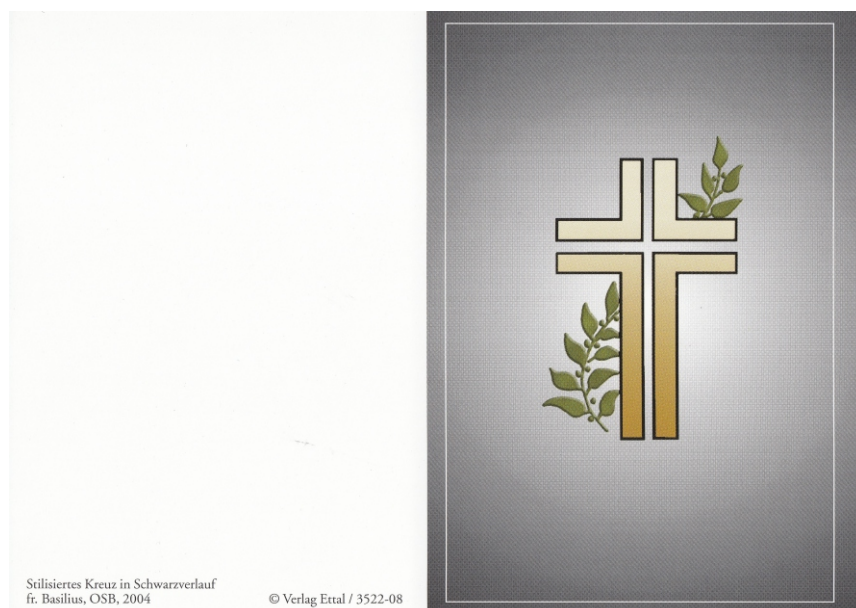 Stilisiertes Kreuz in Schwarzverlauf
fr. Basilius, OSB, 2004
© Verlag Ettal / 3522-08